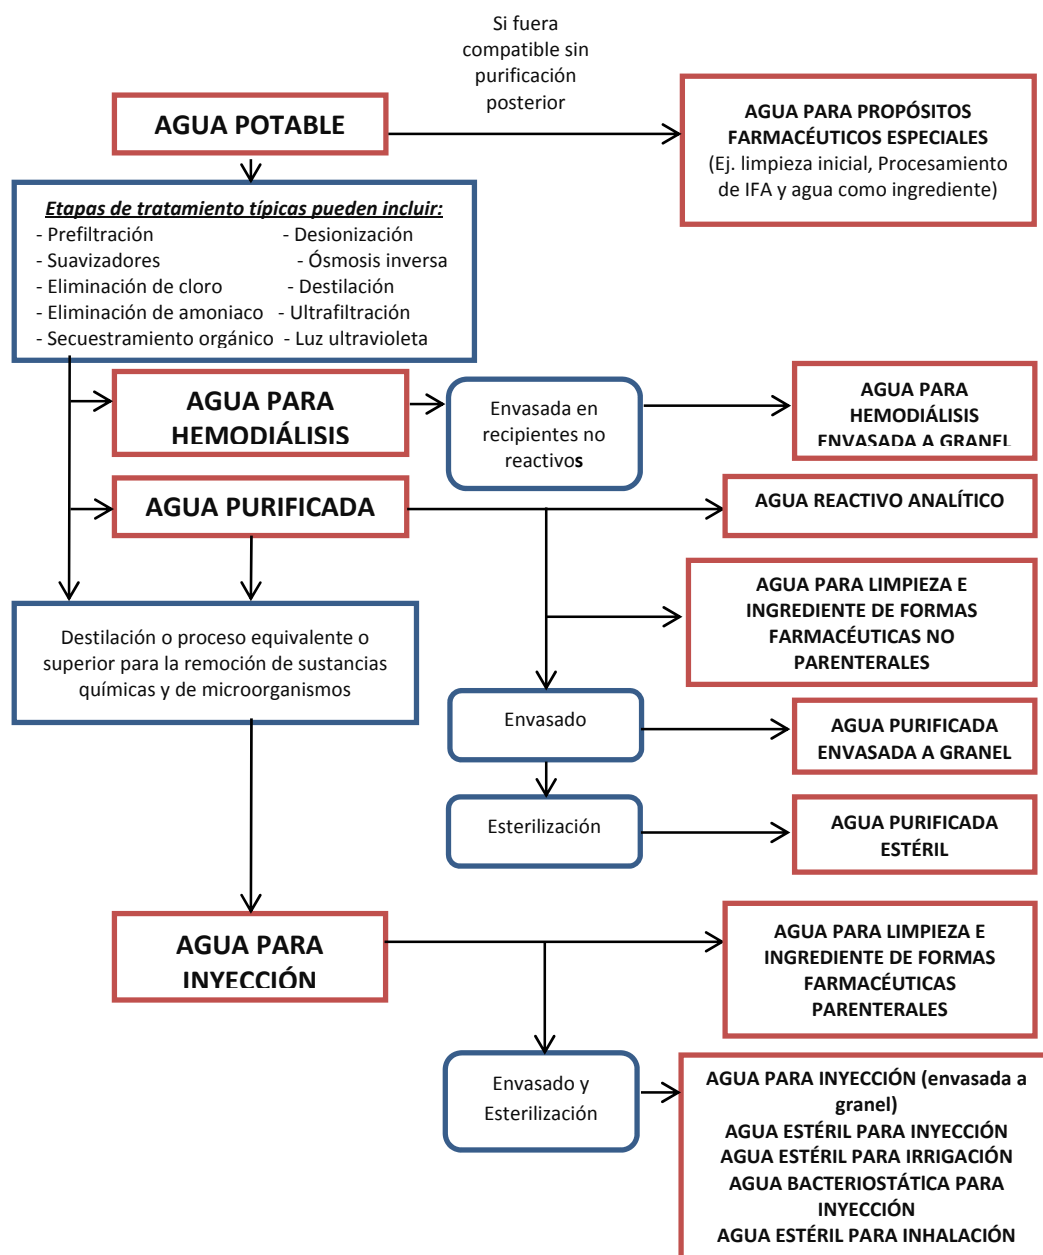 Si fuera
compatible sin
purificación
posterior
AGUA POTABLE
AGUA PARA PROPÓSITOS
FARMACÉUTICOS ESPECIALES
(Ej. limpieza inicial, Procesamiento
de IFA y agua como ingrediente)
Etapas de tratamiento típicas pueden incluir:
- Prefiltración - Desionización
- Suavizadores - Ósmosis inversa
- Eliminación de cloro - Destilación
- Eliminación de amoniaco - Ultrafiltración
- Secuestramiento orgánico - Luz ultravioleta
AGUA PARA
HEMODIÁLISIS
Envasada en
recipientes no
reactivos
AGUA PARA
HEMODIÁLISIS
ENVASADA A GRANEL
AGUA PURIFICADA
AGUA REACTIVO ANALÍTICO
AGUA PARA LIMPIEZA E
INGREDIENTE DE FORMAS
FARMACÉUTICAS NO
PARENTERALES
Destilación o proceso equivalente o
superior para la remoción de sustancias
químicas y de microorganismos
Envasado
AGUA PURIFICADA
ENVASADA A GRANEL
Esterilización
AGUA PURIFICADA
ESTÉRIL
AGUA PARA
INYECCIÓN
AGUA PARA LIMPIEZA E
INGREDIENTE DE FORMAS
FARMACÉUTICAS
PARENTERALES
Envasado y
Esterilización
AGUA PARA INYECCIÓN (envasada a
granel)
AGUA ESTÉRIL PARA INYECCIÓN
AGUA ESTÉRIL PARA IRRIGACIÓN
AGUA BACTERIOSTÁTICA PARA
INYECCIÓN
AGUA ESTÉRIL PARA INHALACIÓN